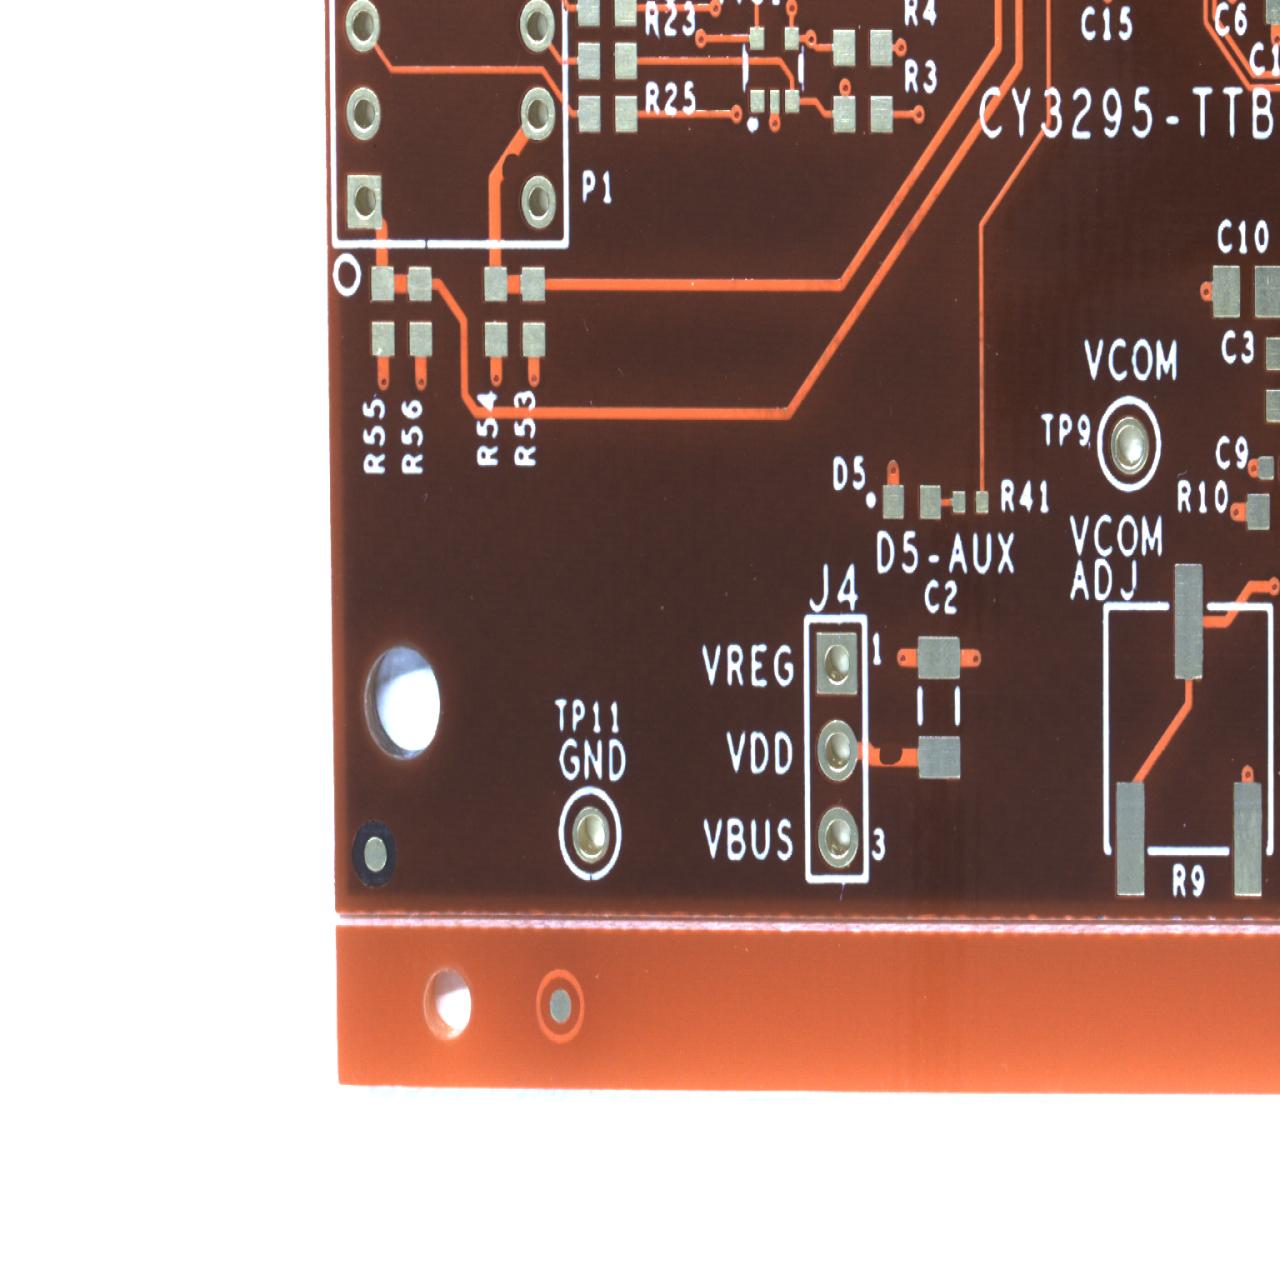 R23
R4
C15
C6
C1
R3
R25
CY3295-TTB
P1
C10
C3
VCOM
TP9
R55
R56
R54
R53
D5
R41
C9
R10
D5-AUX
VCOM
ADJ
J4
C2
VREG
1
TP11
GND
VDD
VBUS
3
R9